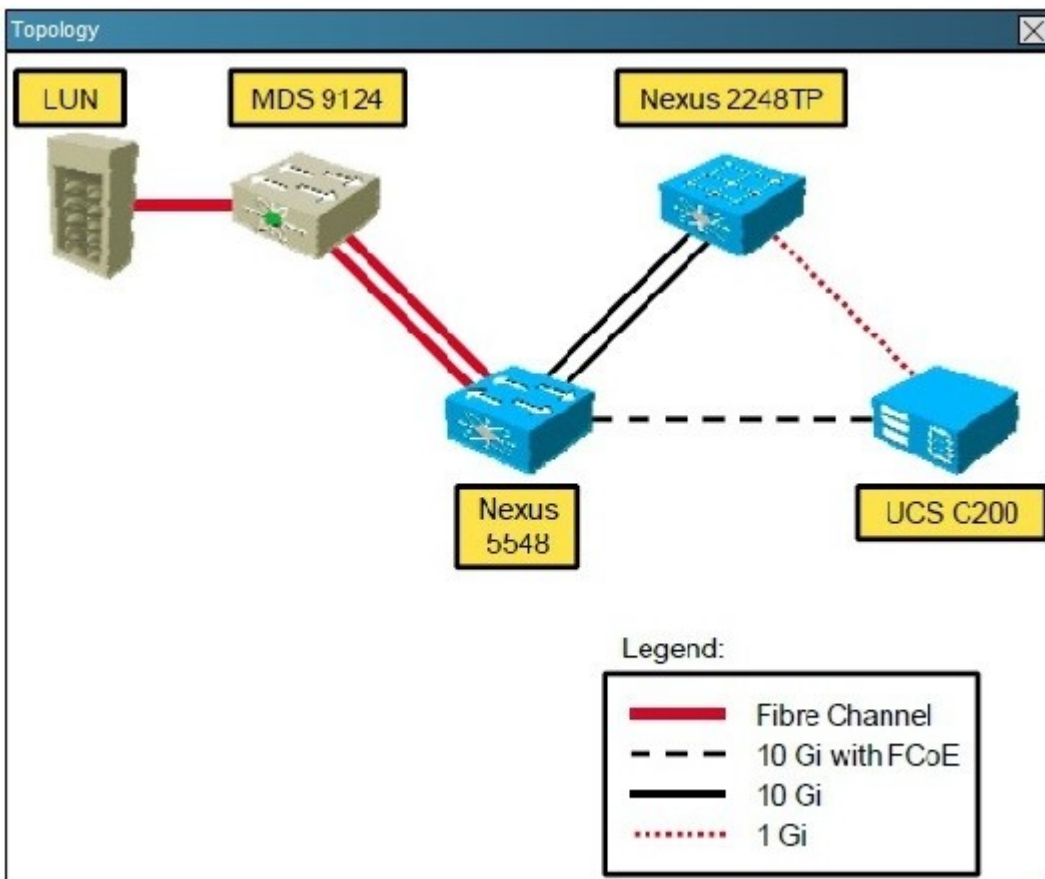 Topology
LUN
MDS 9124
Nexus 2248TP
Nexus
5548
UCS C200
Legend:
Fibre Channel
10 Gi with FCoE
10 Gi
1 Gi